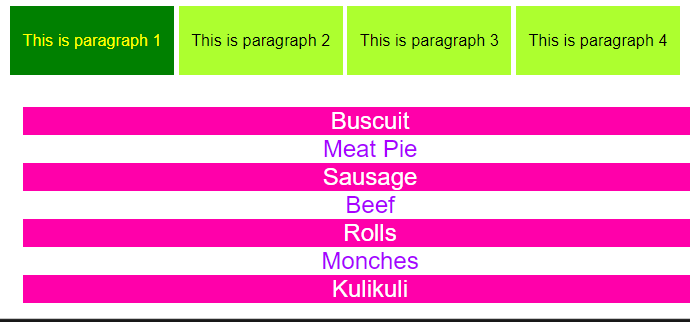 This is paragraph 1 This is paragraph 2 This is paragraph 3 This is paragraph 4
Buscuit
Meat Pie
Sausage
Beef
Rolls
Monches
Kulikuli